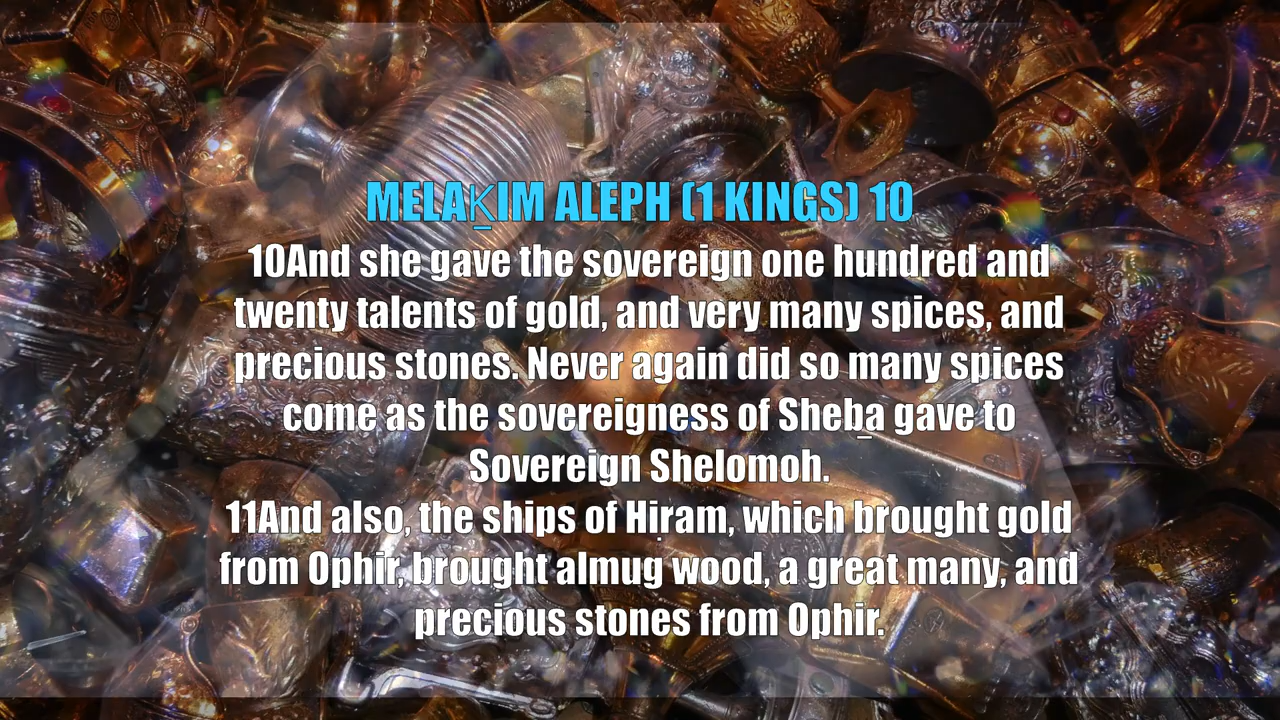 MELAḴIM ALEPH (1 KINGS) 10
10And she gave the sovereign one hundred and
twenty talents of gold, and very many spices, and
precious stones. Never again did so many spices
come as the sovereigness of Sheḇa gave to
Sovereign Shelomoh.
11And also, the ships of Ḥiram, which brought gold
from Ophir, brought almug wood, a great many, and
precious stones from Ophir.